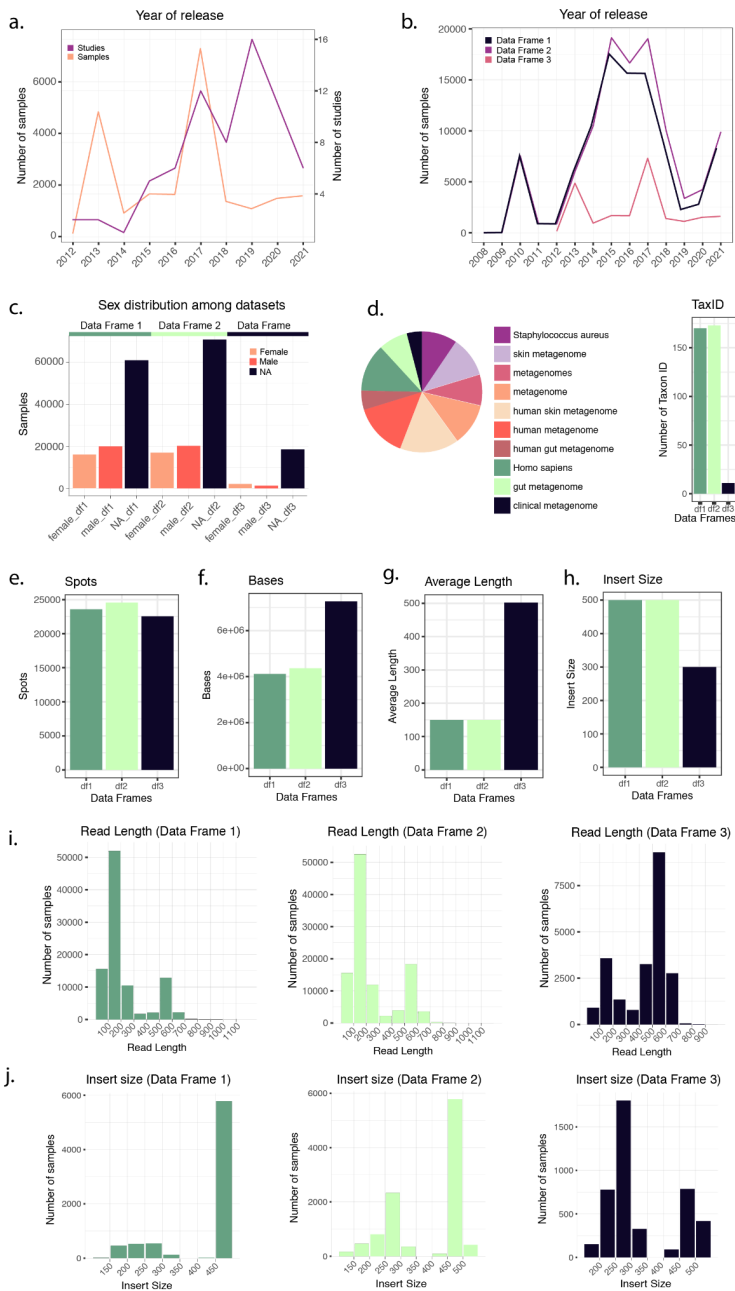 a.
Year of release
Studies
Samples
Number of samples
6000
4000
2000
0
Number of studies
16
12
8
4
2012
2013
2014
2015
2016
2017
2018
2019
2020
2021
b.
Year of release
Data Frame 1
Data Frame 2
Data Frame 3
Number of samples
20000
15000
10000
5000
0
2008
2009
2010
2011
2012
2013
2014
2015
2016
2017
2018
2019
2020
2021
c.
Sex distribution among datasets
Data Frame 1
Data Frame 2
Data Frame
Female
Male
NA
Samples
60000
40000
20000
0
female_df1
male_df1
NA_df1
female_df2
male_df2
NA_df2
female_df3
male_df3
NA_df3
d.
Staphylococcus aureus
skin metagenome
metagenomes
metagenome
human skin metagenome
human metagenome
human gut metagenome
Homo sapiens
gut metagenome
clinical metagenome
TaxID
Number of Taxon ID
150
100
50
0
df1 df2 df3
Data Frames
e.
Spots
Spots
25000
20000
15000
10000
5000
0
df1 df2 df3
Data Frames
f.
Bases
Bases
6e+06
4e+06
2e+06
0e+00
df1 df2 df3
Data Frames
g.
Average Length
Average Length
500
400
300
200
100
0
df1 df2 df3
Data Frames
h.
Insert Size
Insert Size
500
400
300
200
100
0
df1 df2 df3
Data Frames
i.
Read Length (Data Frame 1)
Number of samples
50000
40000
30000
20000
10000
0
100
200
300
400
500
600
700
800
900
1000
1100
Read Length
Read Length (Data Frame 2)
Number of samples
50000
40000
30000
20000
10000
0
100
200
300
400
500
600
700
800
900
1000
1100
Read Length
Read Length (Data Frame 3)
Number of samples
7500
5000
2500
0
100
200
300
400
500
600
700
800
900
Read Length
j.
Insert size (Data Frame 1)
Number of samples
6000
4000
2000
0
150
200
250
300
350
400
450
Insert Size
Insert size (Data Frame 2)
Number of samples
6000
4000
2000
0
150
200
250
300
350
400
450
500
Insert Size
Insert size (Data Frame 3)
Number of samples
1500
1000
500
0
200
250
300
350
400
450
500
Insert Size